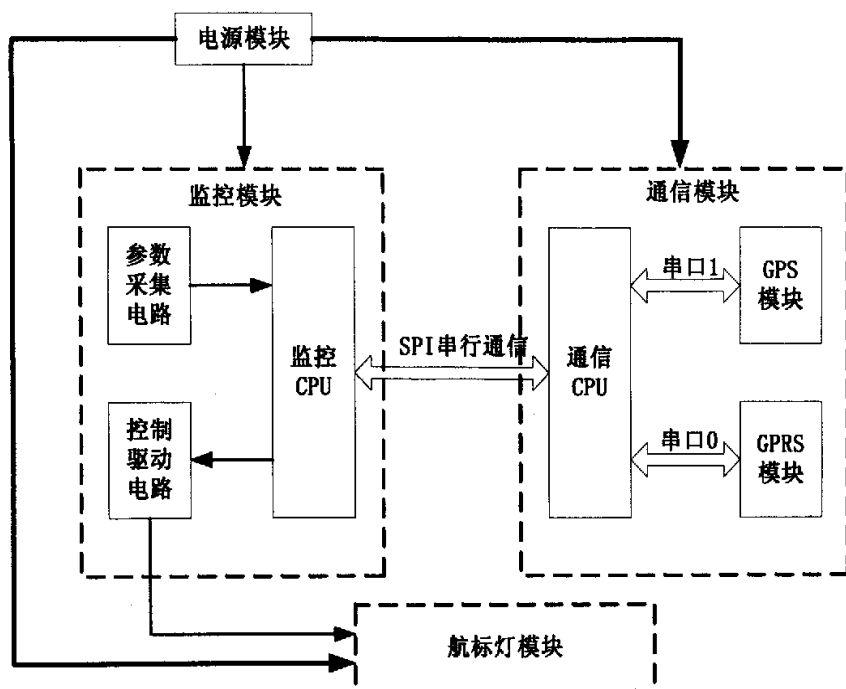 电源模块
监控模块
通信模块
参数
采集
电路
监控
CPU
控制
驱动
电路
SPI串行通信
通信
CPU
串口1
GPS
模块
串口0
GPRS
模块
航标灯模块